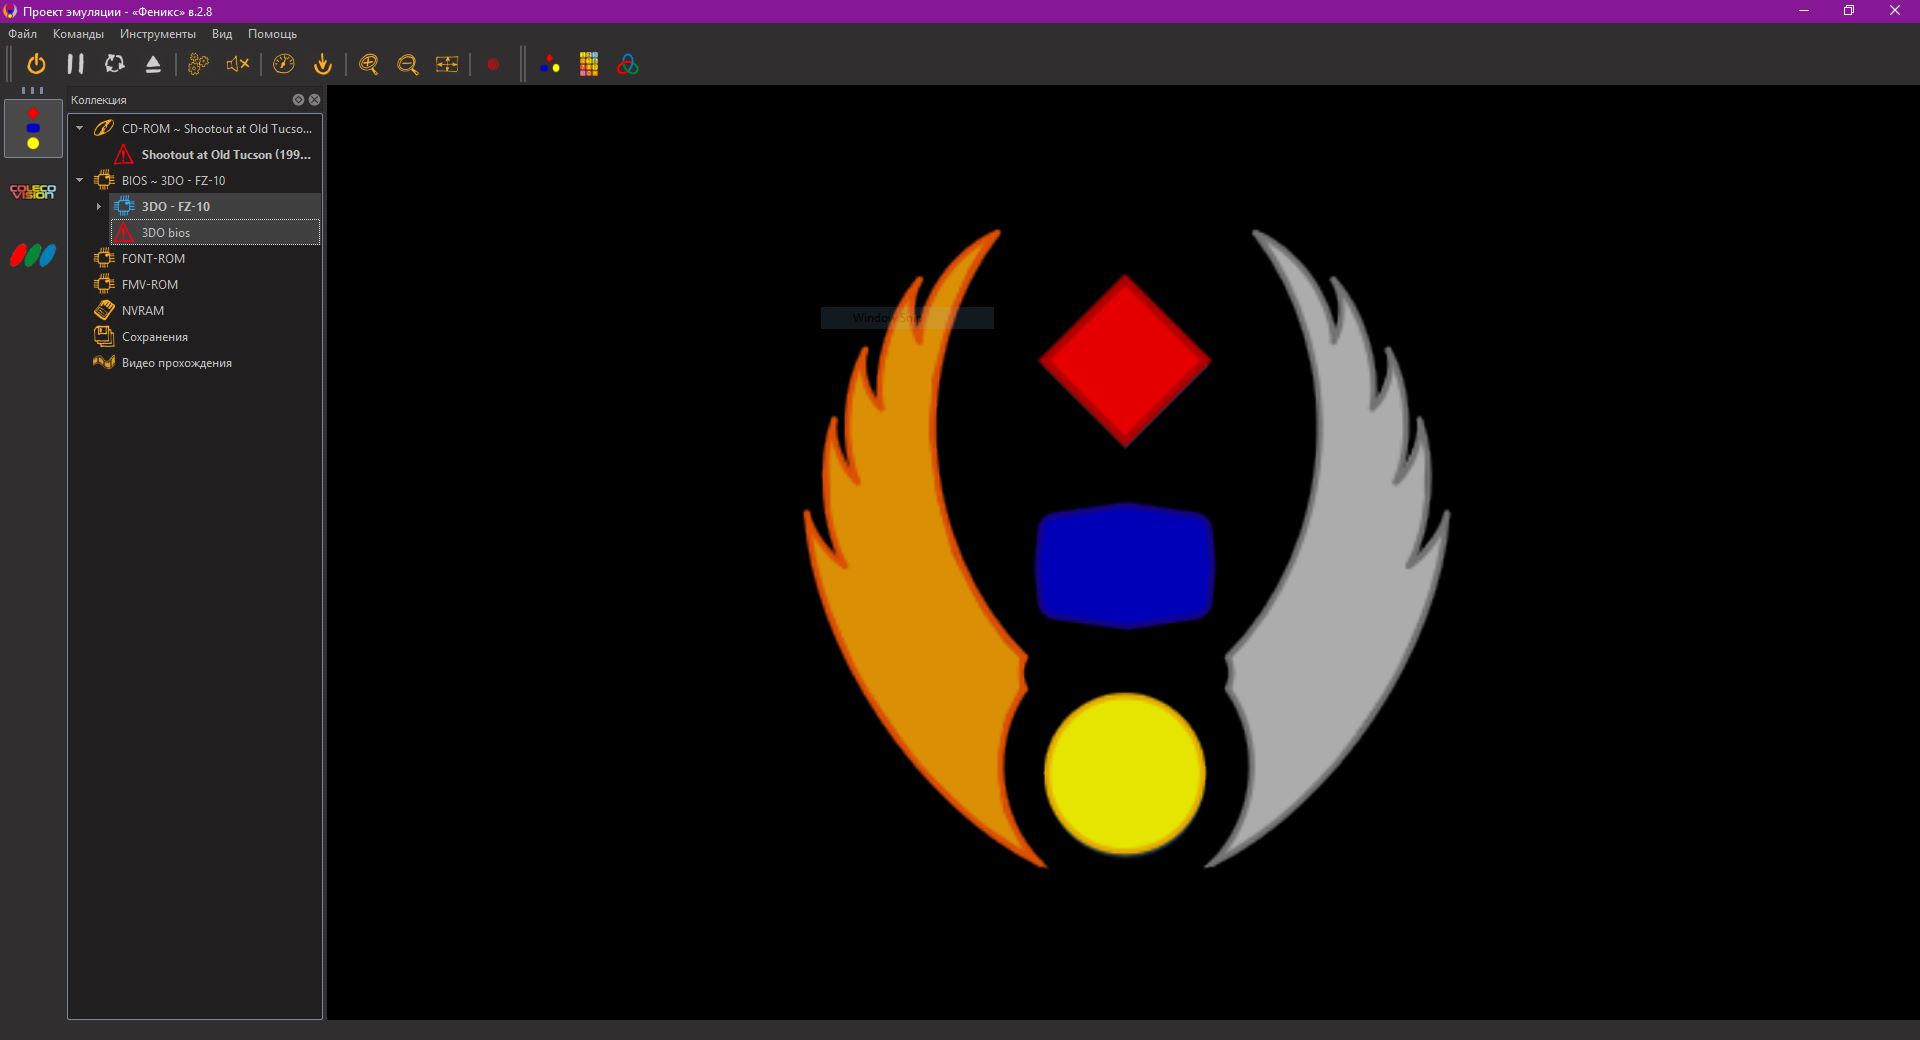 Проект эмуляции - «Феникс» в.2.8
Файл Команды Инструменты Вид Помощь
Коллекция
CD-ROM ~ Shootout at Old Tucso...
Shootout at Old Tucson (199...
BIOS ~ 3DO - FZ-10
3DO - FZ-10
3DO bios
COLECO
VISION
FONT-ROM
FMV-ROM
NVRAM
Сохранения
Видео прохождения
Window